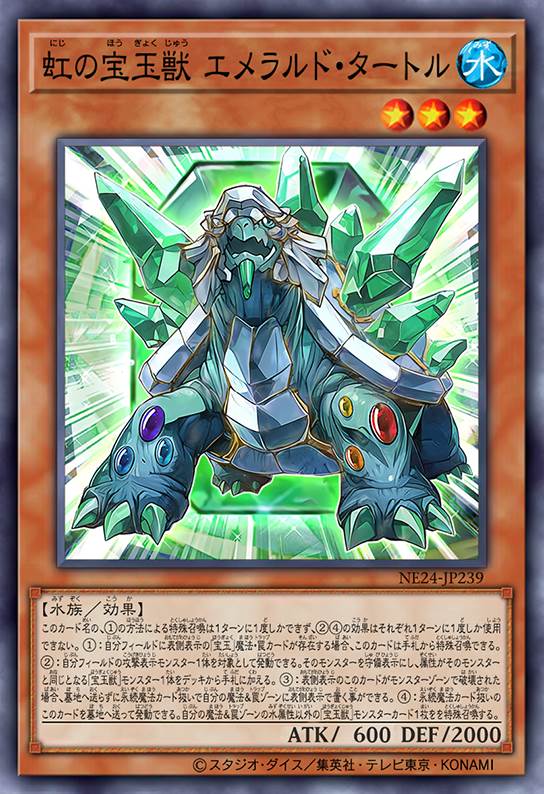 虹の宝玉獣 エメラルド・タートル
水
NE24-JP239
【水族／効果】
このカード名の、①の方法による特殊召喚は1ターンに1度しかできず、②④の効果はそれぞれ1ターンに1度しか使用
できない。①：自分フィールドに表側表示の「宝玉」魔法・罠カードが存在する場合、このカードは手札から特殊召喚できる。
②：自分フィールドの攻撃表示モンスター1体を対象として発動できる。そのモンスターを守備表示にし、属性がそのモンスター
と同じとなる「宝玉獣」モンスター1体をデッキから手札に加える。③：表側表示のこのカードがモンスターゾーンで破壊された
場合、墓地へ送らずに永続魔法カード扱いで自分の魔法＆罠ゾーンに表側表示で置く事ができる。④：永続魔法カード扱いの
このカードを墓地へ送って発動できる。自分の魔法＆罠ゾーンの水属性以外の「宝玉獣」モンスターカード1枚を特殊召喚する。
ATK/ 600 DEF/2000
©スタジオ・ダイス／集英社・テレビ東京・KONAMI